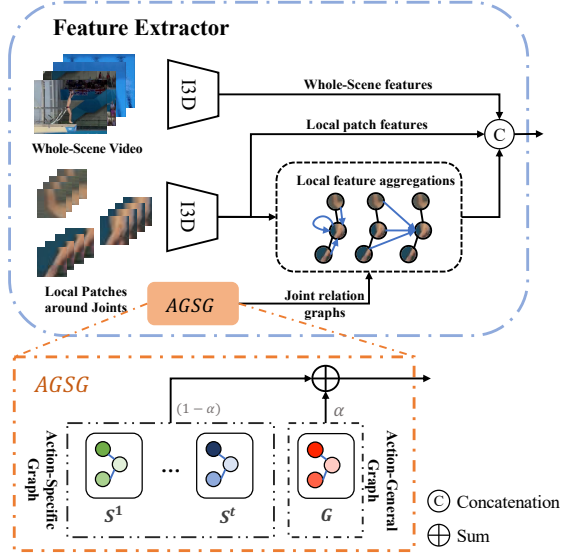 Feature Extractor
I3D
Whole-Scene features
Local patch features
C
Whole-Scene Video
Local feature aggregations
I3D
Local Patches
around Joints
AGSG
Joint relation
graphs
AGSG
(1 − α)
α
Action-Specific
Graph
...
S¹
Sᵗ
G
Action-General
Graph
C Concatenation
Sum